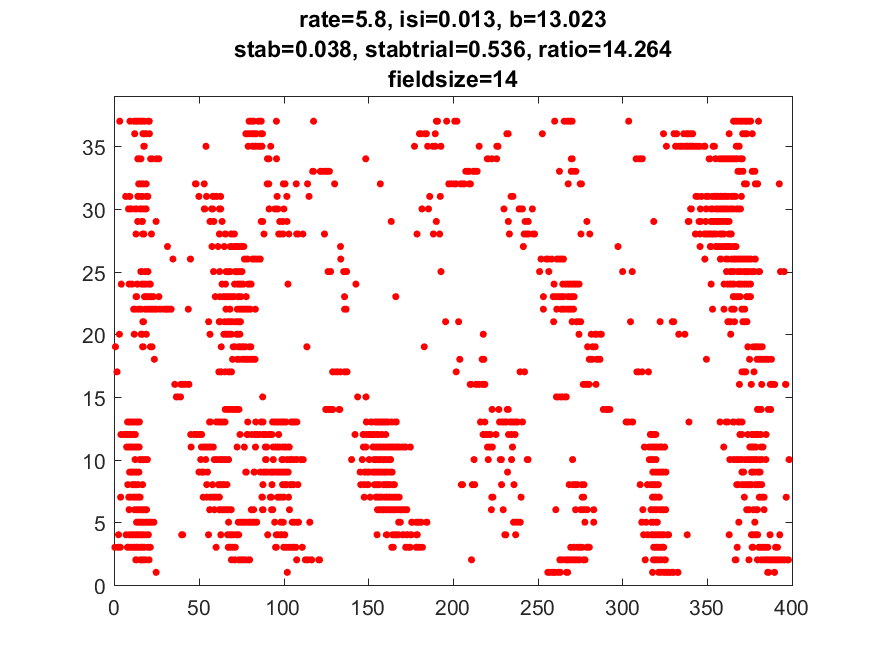 rate=5.8, isi=0.013, b=13.023
stab=0.038, stabtrial=0.536, ratio=14.264
fieldsize=14
35
30
25
20
15
10
5
0
0 50 100 150 200 250 300 350 400